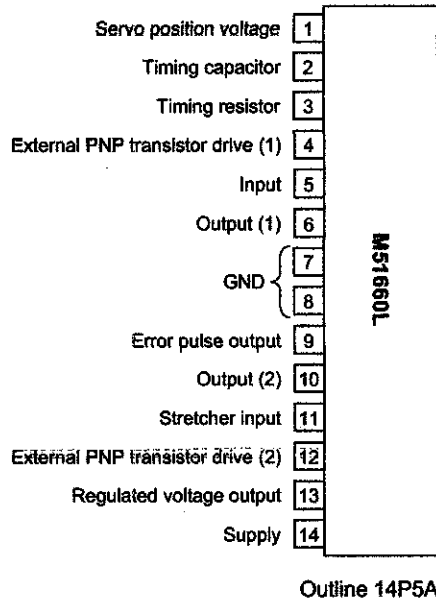 Servo position voltage 1
Timing capacitor 2
Timing resistor 3
External PNP transistor drive (1) 4
Input 5
Output (1) 6
7
GND
8
Error pulse output 9
Output (2) 10
Stretcher input 11
External PNP transistor drive (2) 12
Regulated voltage output 13
Supply 14
M51660L
Outline 14P5A